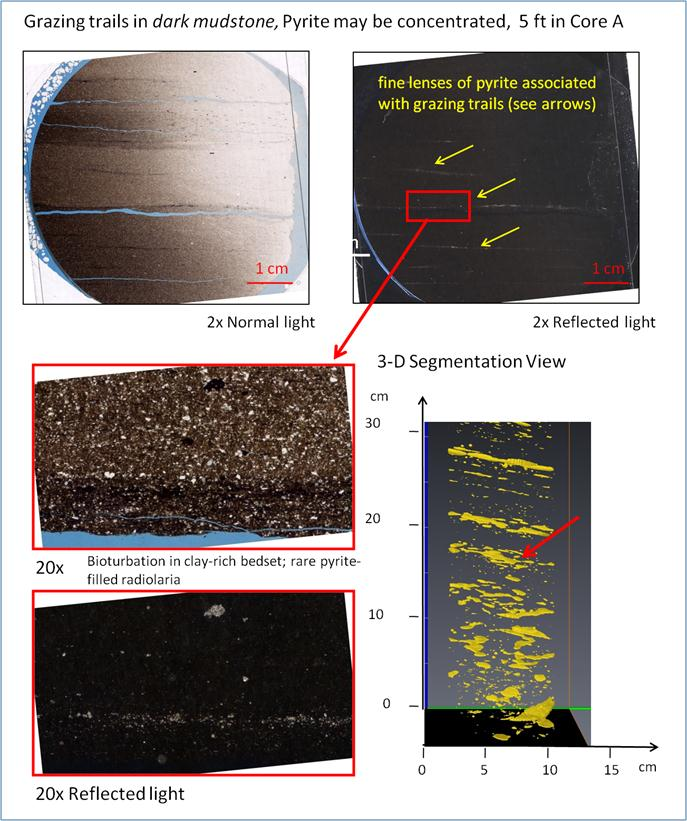 Grazing trails in dark mudstone, Pyrite may be concentrated, 5 ft in Core A
fine lenses of pyrite associated
with grazing trails (see arrows)
1 cm
1 cm
2x Normal light
2x Reflected light
3-D Segmentation View
cm
30
20
10
0
0
5
10
15
cm
20x
Bioturbation in clay-rich bedset; rare pyrite-
filled radiolaria
20x Reflected light